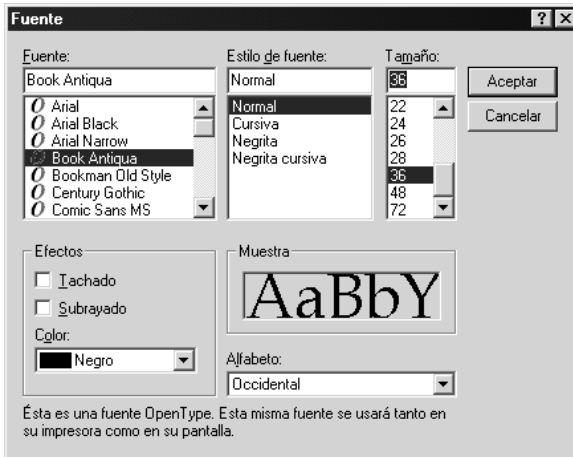 Fuente
Fuente:
Estilo de fuente:
Tamaño:
Book Antiqua
Normal
36
Aceptar
Cancelar
Arial
Arial Black
Arial Narrow
Book Antiqua
Bookman Old Style
Century Gothic
Comic Sans MS
Normal
Cursiva
Negrita
Negrita cursiva
22
24
26
28
36
48
72
Efectos
Tachado
Subrayado
Color:
Negro
Muestra
AaBbY
Alfabeto:
Occidental
Ésta es una fuente OpenType. Esta misma fuente se usará tanto en
su impresora como en su pantalla.